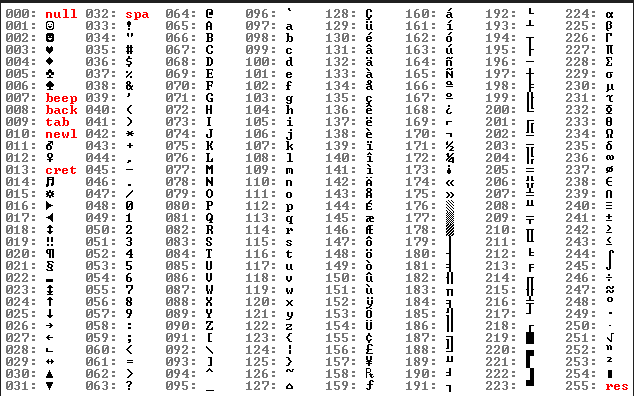 000: null 032: spa 064: @ 096: ` 128: Ç 160: á 192: └ 224: α
001: ☺ 033: ! 065: A 097: a 129: ü 161: í 193: ┴ 225: ß
002: ☻ 034: " 066: B 098: b 130: é 162: ó 194: ┬ 226: Γ
003: ♥ 035: # 067: C 099: c 131: â 163: ú 195: ├ 227: π
004: ♦ 036: $ 068: D 100: d 132: ä 164: ñ 196: ─ 228: Σ
005: ♣ 037: % 069: E 101: e 133: à 165: Ñ 197: ┼ 229: σ
006: ♠ 038: & 070: F 102: f 134: å 166: ª 198: ╞ 230: µ
007: beep 039: ' 071: G 103: g 135: ç 167: º 199: ╟ 231: τ
008: back 040: ( 072: H 104: h 136: ê 168: ¿ 200: ╚ 232: Φ
009: tab 041: ) 073: I 105: i 137: ë 169: ⌐ 201: ╔ 233: Θ
010: newl 042: * 074: J 106: j 138: è 170: ¬ 202: ╩ 234: Ω
011: ♂ 043: + 075: K 107: k 139: ï 171: ½ 203: ╦ 235: δ
012: ♀ 044: , 076: L 108: l 140: î 172: ¼ 204: ╠ 236: ∞
013: cret 045: - 077: M 109: m 141: ì 173: ¡ 205: ═ 237: ø
014: ♫ 046: . 078: N 110: n 142: Ä 174: « 206: ╬ 238: ∈
015: ☼ 047: / 079: O 111: o 143: Å 175: » 207: ╧ 239: ∩
016: ► 048: 0 080: P 112: p 144: É 176: ░ 208: ╨ 240: ≡
017: ◄ 049: 1 081: Q 113: q 145: æ 177: ▒ 209: ╤ 241: ±
018: ↕ 050: 2 082: R 114: r 146: Æ 178: ▓ 210: ╥ 242: ≥
019: ‼ 051: 3 083: S 115: s 147: ô 179: │ 211: ╙ 243: ≤
020: ¶ 052: 4 084: T 116: t 148: ö 180: ┤ 212: ╘ 244: ⌠
021: § 053: 5 085: U 117: u 149: ò 181: ╡ 213: ╒ 245: ⌡
022: ▬ 054: 6 086: V 118: v 150: û 182: ╢ 214: ╓ 246: ÷
023: ↨ 055: 7 087: W 119: w 151: ù 183: ╖ 215: ╫ 247: ≈
024: ↑ 056: 8 088: X 120: x 152: ÿ 184: ╕ 216: ╪ 248: °
025: ↓ 057: 9 089: Y 121: y 153: Ö 185: ╣ 217: ┘ 249: ∙
026: → 058: : 090: Z 122: z 154: Ü 186: ║ 218: ┌ 250: ·
027: ← 059: ; 091: [ 123: { 155: ¢ 187: ╗ 219: █ 251: √
028: ∟ 060: < 092: \ 124: ¦ 156: £ 188: ╝ 220: ▄ 252: ⁿ
029: ↔ 061: = 093: ] 125: } 157: ¥ 189: ╜ 221: ▌ 253: ²
030: ▲ 062: > 094: ^ 126: ~ 158: ₧ 190: ╛ 222: ▐ 254: ■
031: ▼ 063: ? 095: _ 127: ⌂ 159: ƒ 191: ┐ 223: ▀ 255: res